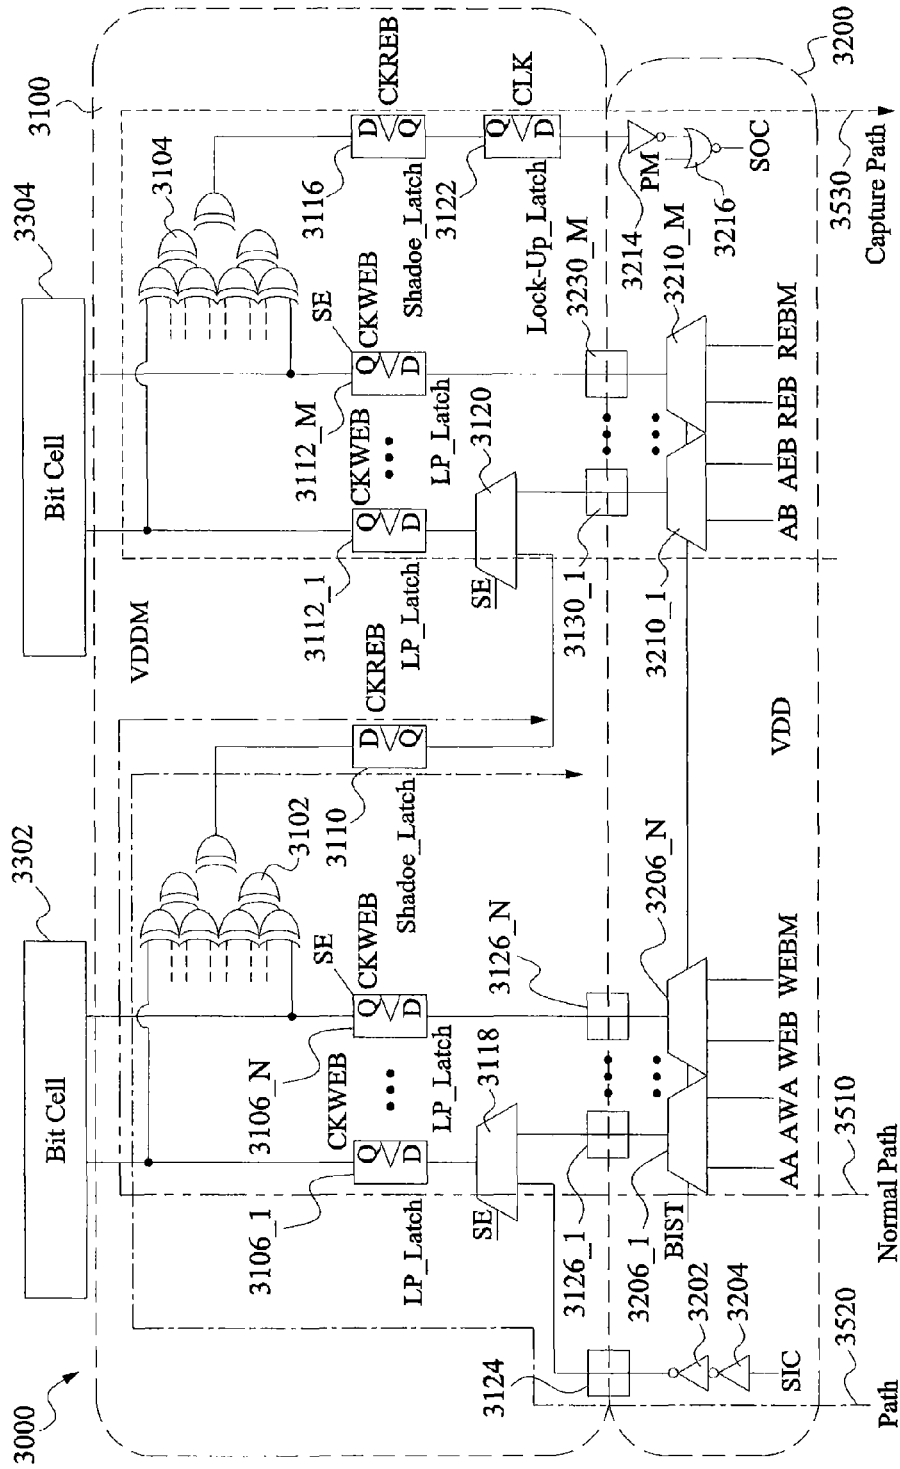 3000
3302
3304
3100
Bit Cell
Bit Cell
VDDM
3102
3104
3106_1
CKWEB
3106_N
SE
CKWEB
3110
CKREB
3112_1
CKWEB
3112_M
SE
CKWEB
3116
CKREB
Q
D
Q
D
D
Q
Q
D
Q
D
D
Q
LP_Latch
LP_Latch
Shadoe_Latch
LP_Latch
LP_Latch
Shadoe_Latch
3122
Q
D
CLK
Lock-Up_Latch
SE
3118
SE
3120
3124
3126_1
3126_N
3130_1
3230_M
3202
3204
SIC
BIST
3206_1
3206_N
3210_1
3210_M
3214
PM
3216
SOC
AA
AWA
WEB
WEBM
AB
AEB
REB
REBM
VDD
3200
3520
Path
3510
Normal Path
3530
Capture Path